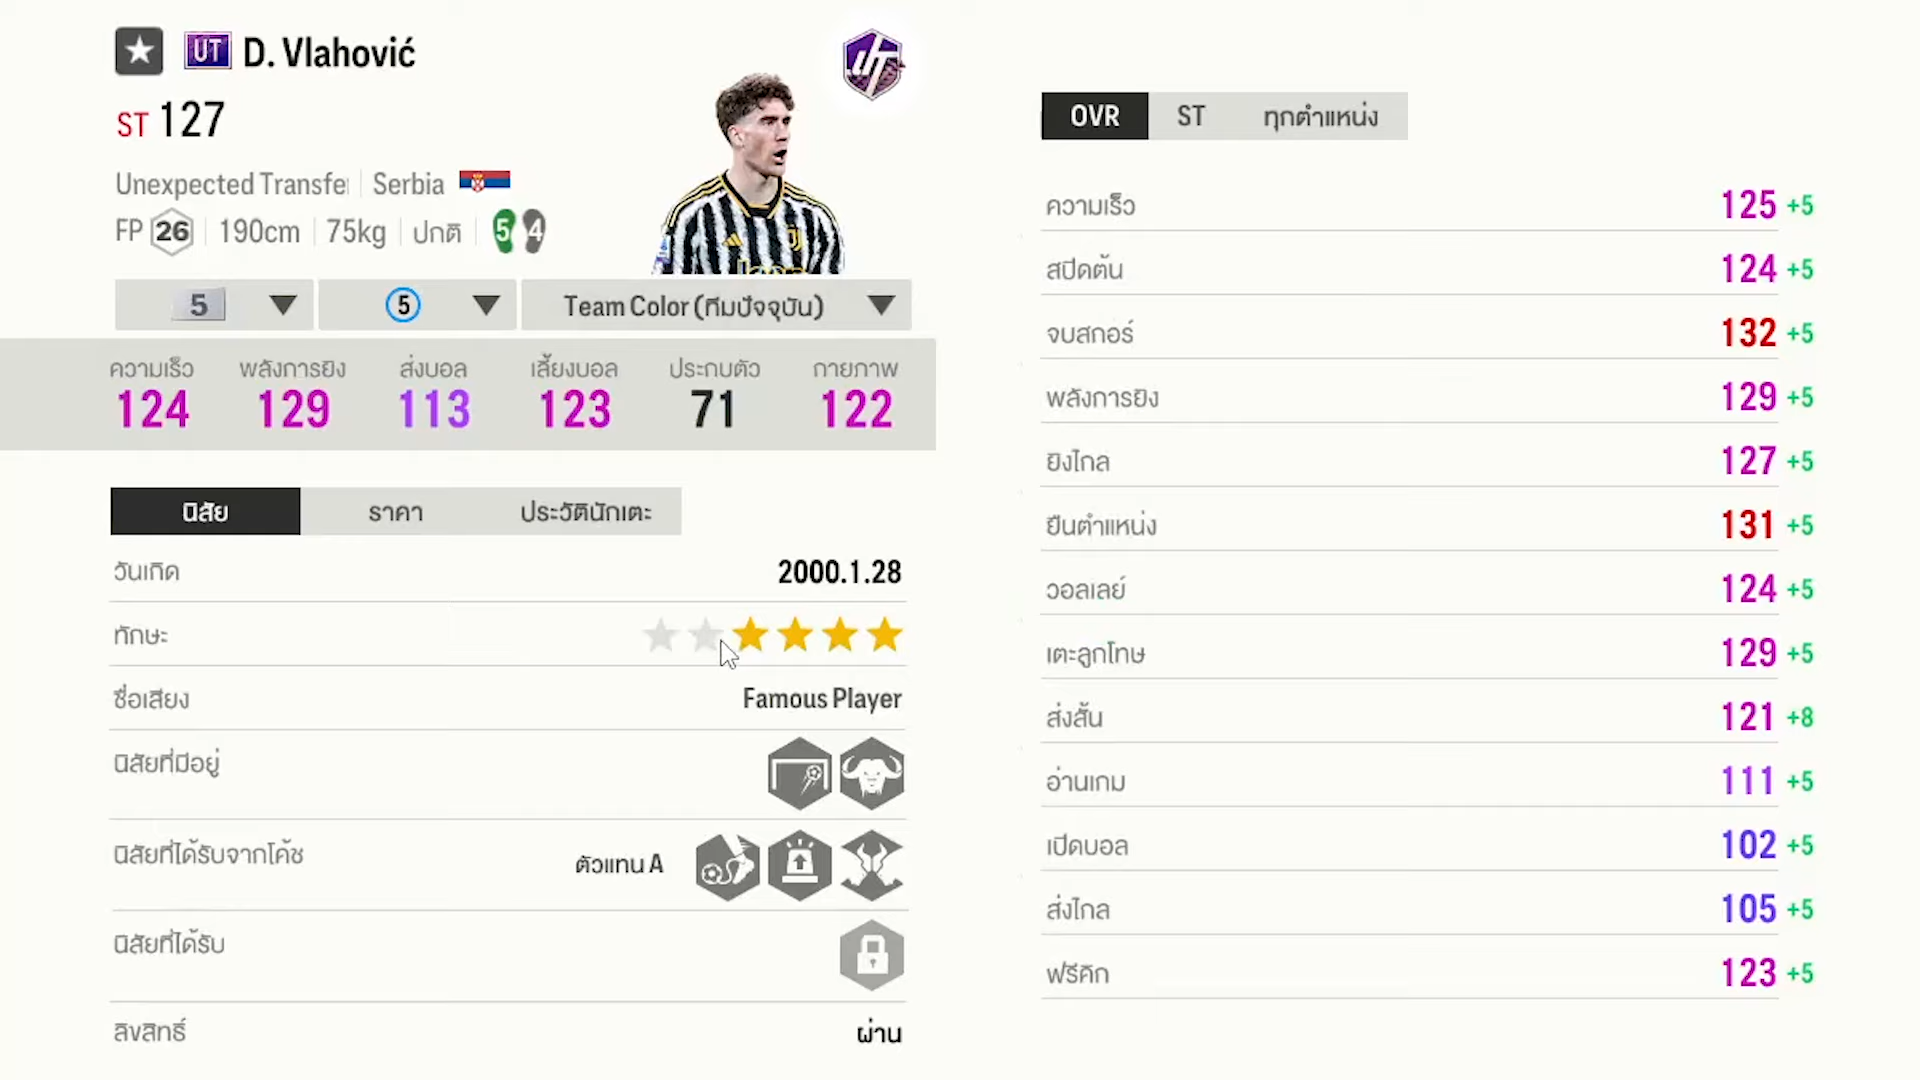 UT D. Vlahović
ST 127
Unexpected Transfe Serbia
FP 26 190cm 75kg ปกติ 5 4
5 5 Team Color (ทีมปัจจุบัน)
ความเร็ว พลังการยิง ส่งบอล เลี้ยงบอล ประกบตัว กายภาพ
124 129 113 123 71 122
นิสัย ราคา ประวัตินักเตะ
วันเกิด 2000.1.28
ทักษะ
ชื่อเสียง Famous Player
นิสัยที่มีอยู่
นิสัยที่ได้รับจากโค้ช ตัวแทน A
นิสัยที่ได้รับ
ลิขสิทธิ์ ผ่าน
UT
OVR ST ทุกตำแหน่ง
ความเร็ว 125 +5
สปีดต้น 124 +5
จบสกอร์ 132 +5
พลังการยิง 129 +5
ยิงไกล 127 +5
ยืนตำแหน่ง 131 +5
วอลเลย์ 124 +5
เตะลูกโทษ 129 +5
ส่งสั้น 121 +8
อ่านเกม 111 +5
เปิดบอล 102 +5
ส่งไกล 105 +5
ฟรีคิก 123 +5